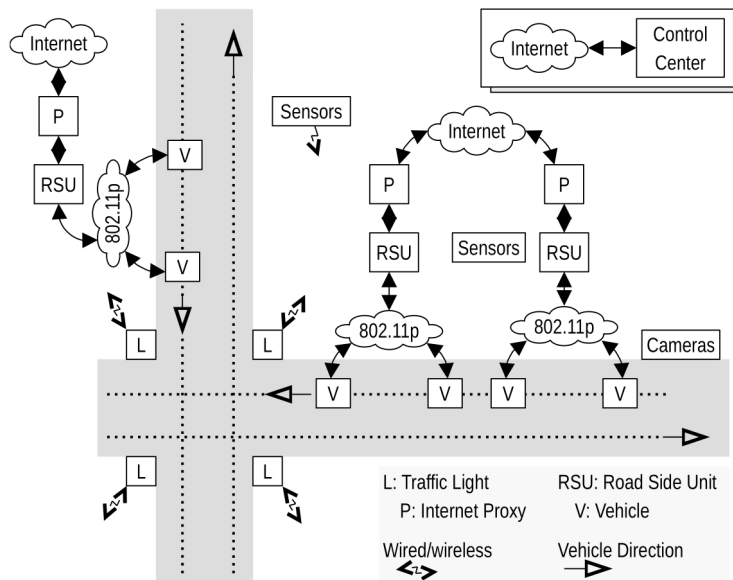 Internet
P
RSU
802.11p
V
V
Sensors
Internet
Control
Center
Internet
P
P
RSU
Sensors
RSU
802.11p
802.11p
L
L
Cameras
V
V
V
V
L
L
L: Traffic Light
RSU: Road Side Unit
P: Internet Proxy
V: Vehicle
Wired/wireless
Vehicle Direction